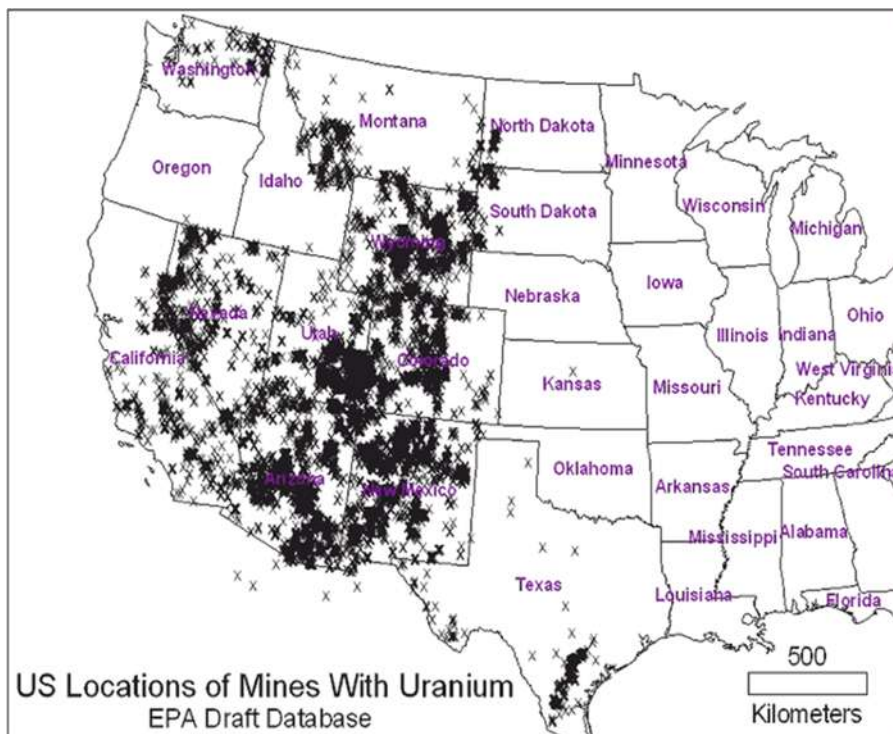 Washington
Montana
North Dakota
Minnesota
Oregon
Idaho
Wisconsin
South Dakota
Michigan
Wyoming
Iowa
Nebraska
Nevada
Ohio
Utah
Illinois
Indiana
California
Colorado
West Virgini
Kansas
Missouri
Kentucky
Tennessee
Oklahoma
South Carolina
Arizona
New Mexico
Arkansas
Mississippi
Alabama
Texas
Louisiana
Florida
500
Kilometers
US Locations of Mines With Uranium
EPA Draft Database